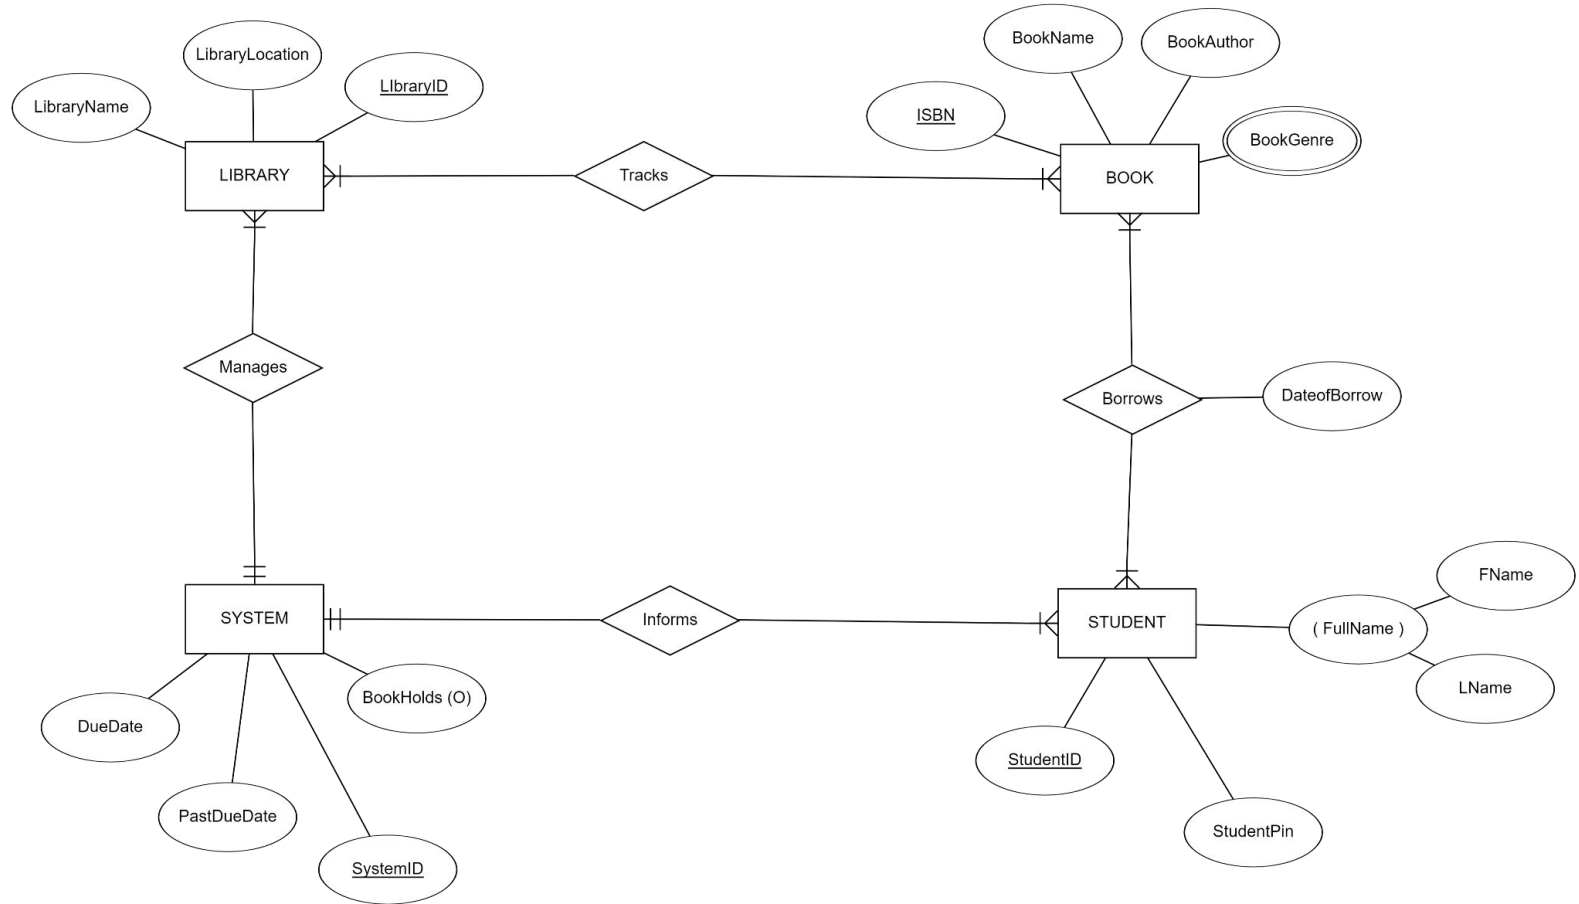 BookName
BookAuthor
LibraryLocation
LIbraryID
LibraryName
ISBN
BookGenre
LIBRARY
Tracks
BOOK
Manages
Borrows
DateofBorrow
FName
SYSTEM
Informs
STUDENT
( FullName )
LName
BookHolds (O)
DueDate
StudentID
PastDueDate
StudentPin
SystemID